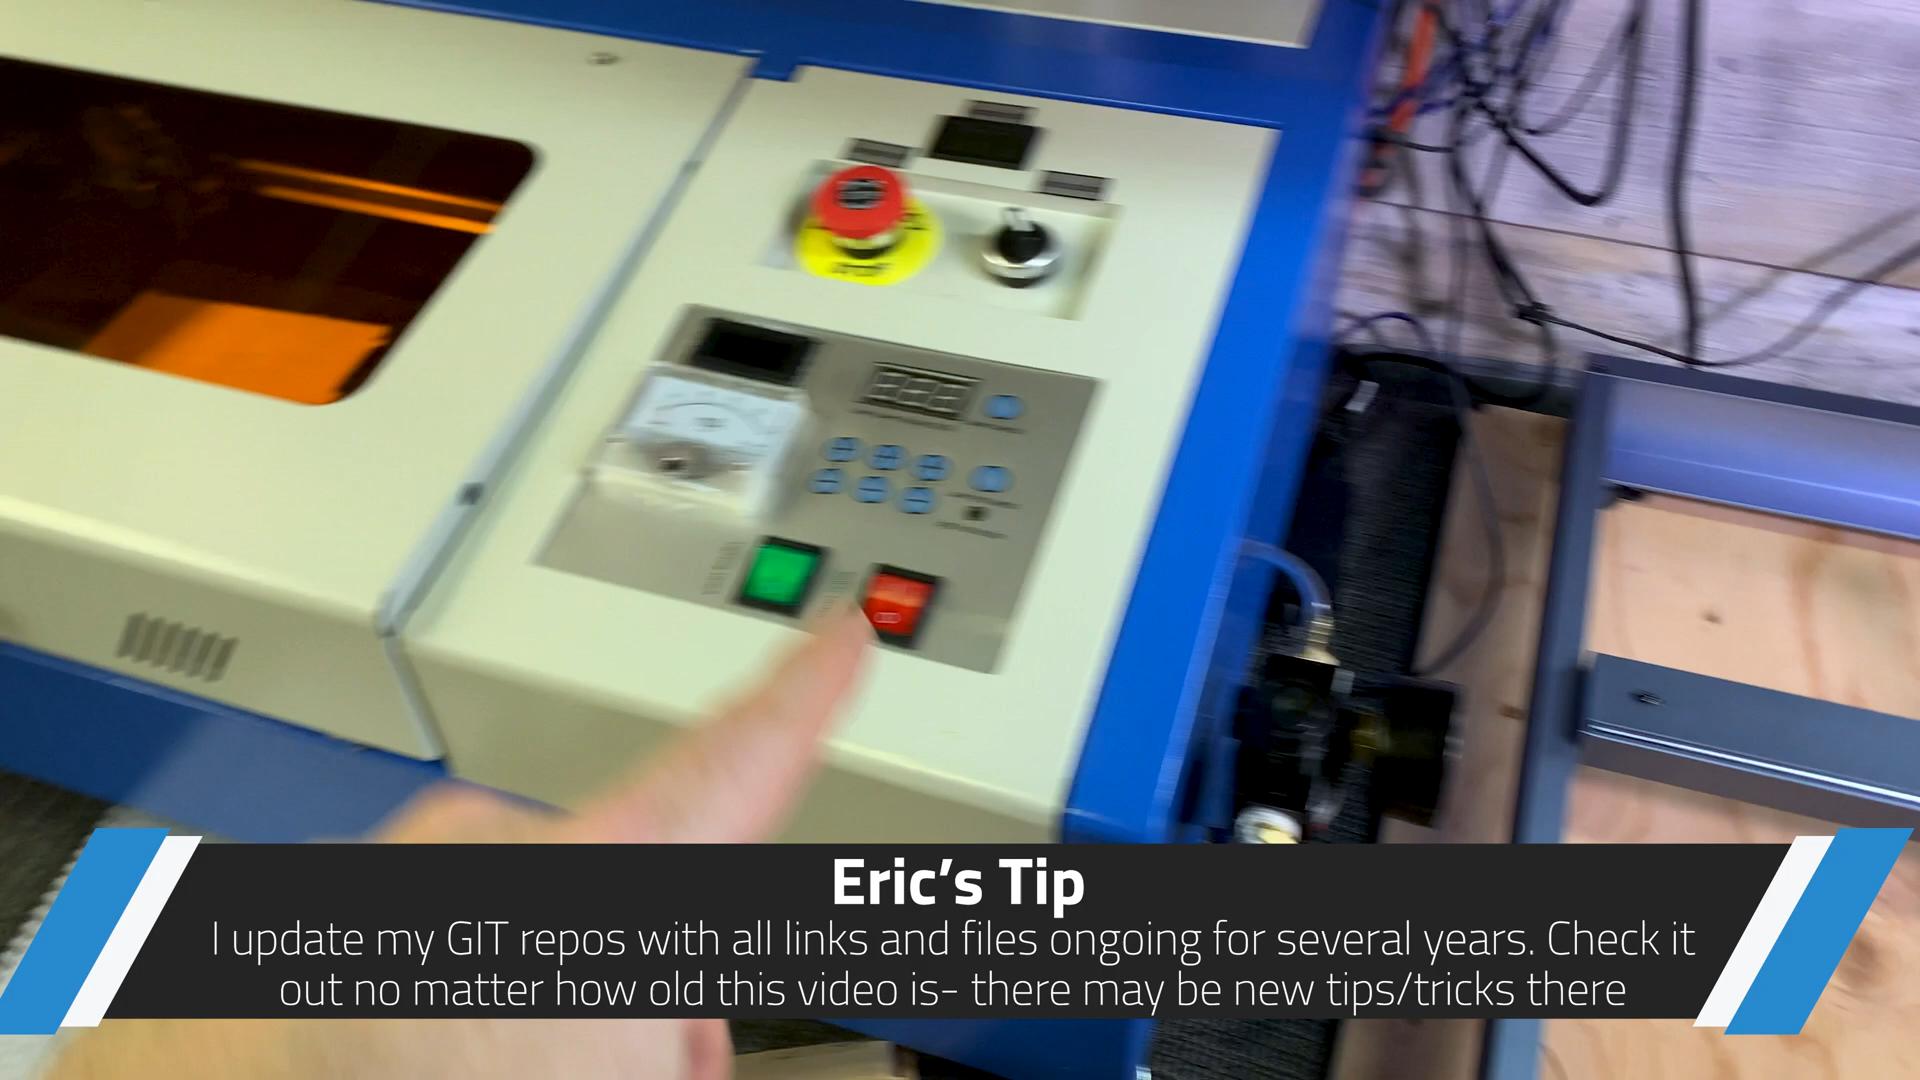 Eric's Tip
I update my GIT repos with all links and files ongoing for several years. Check it
out no matter how old this video is- there may be new tips/tricks there